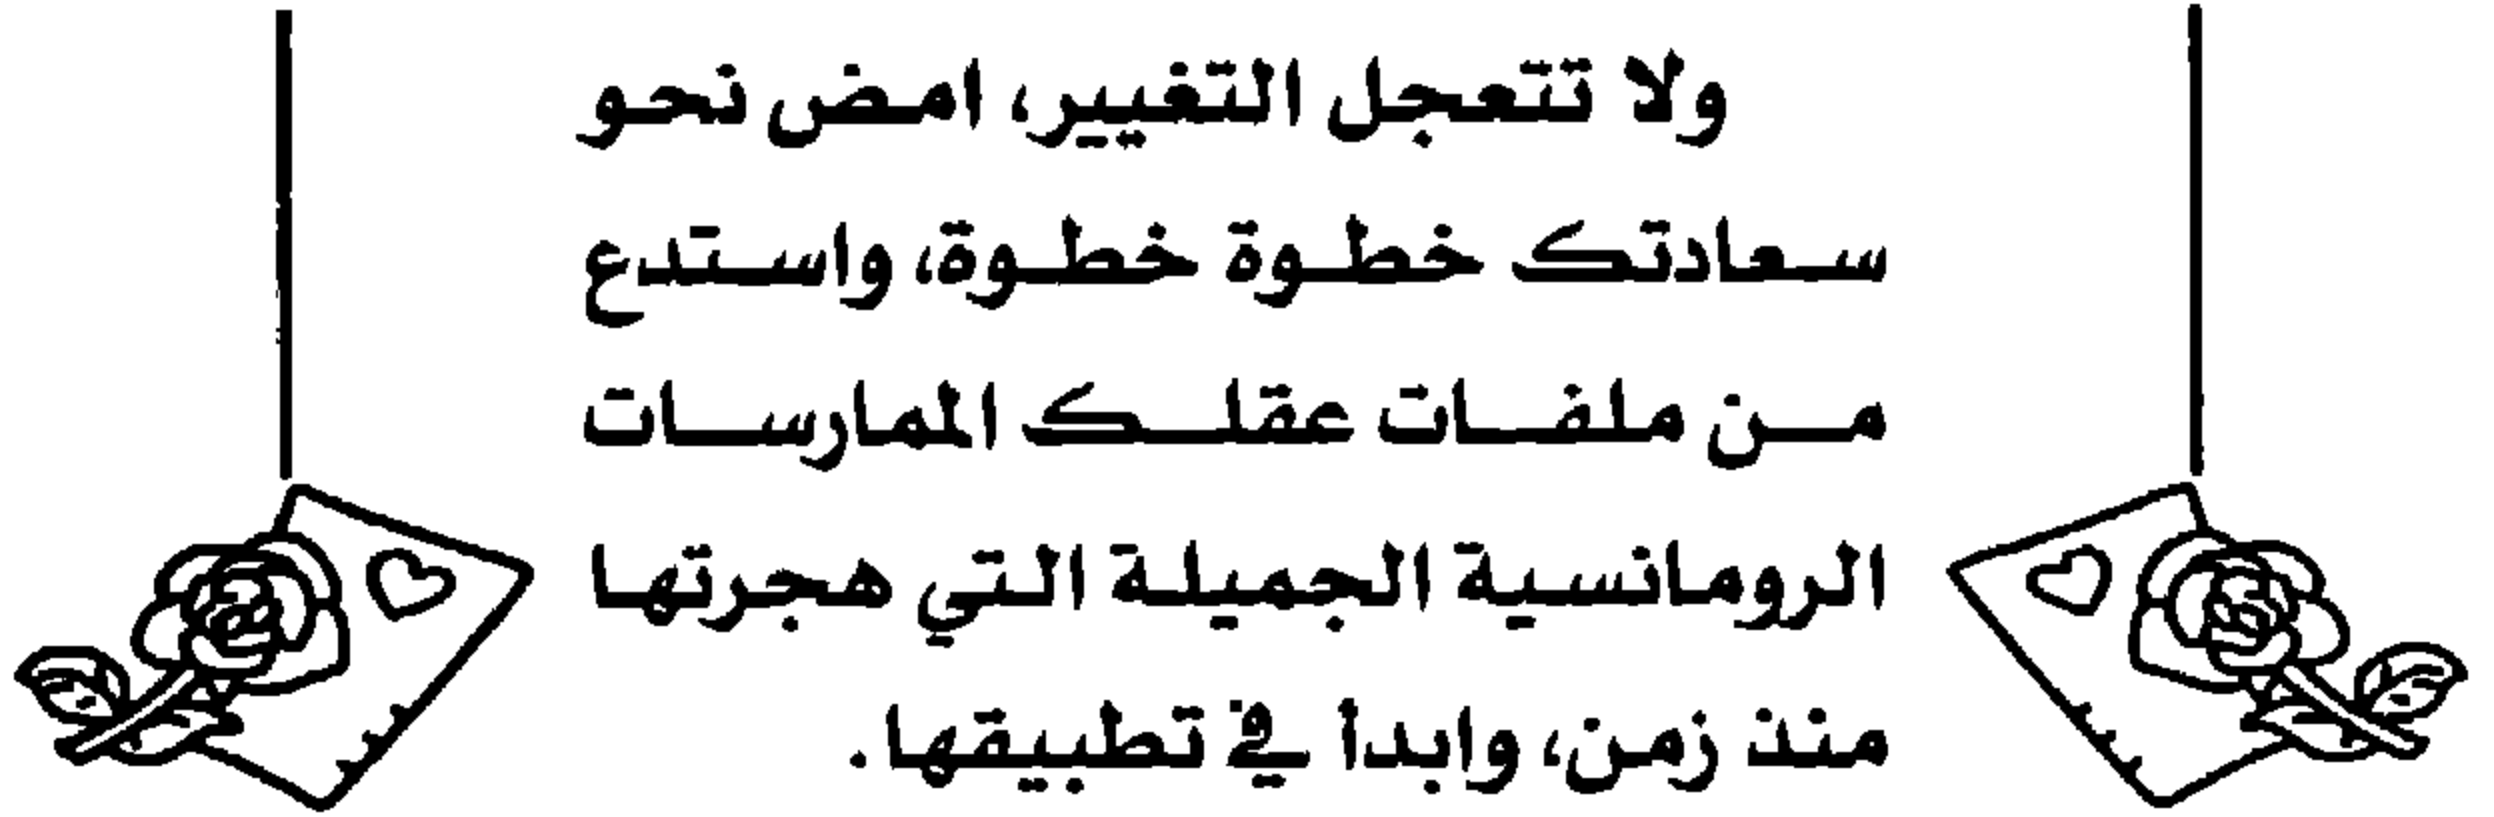 ولا تتعجل التغيير، امض نحو
سعادتك خطوة خطوة، واستدع
من ملفات عقلك الممارسات
الرومانسية الجميلة التي هجرتها
منذ زمن، وابدأ في تطبيقها.